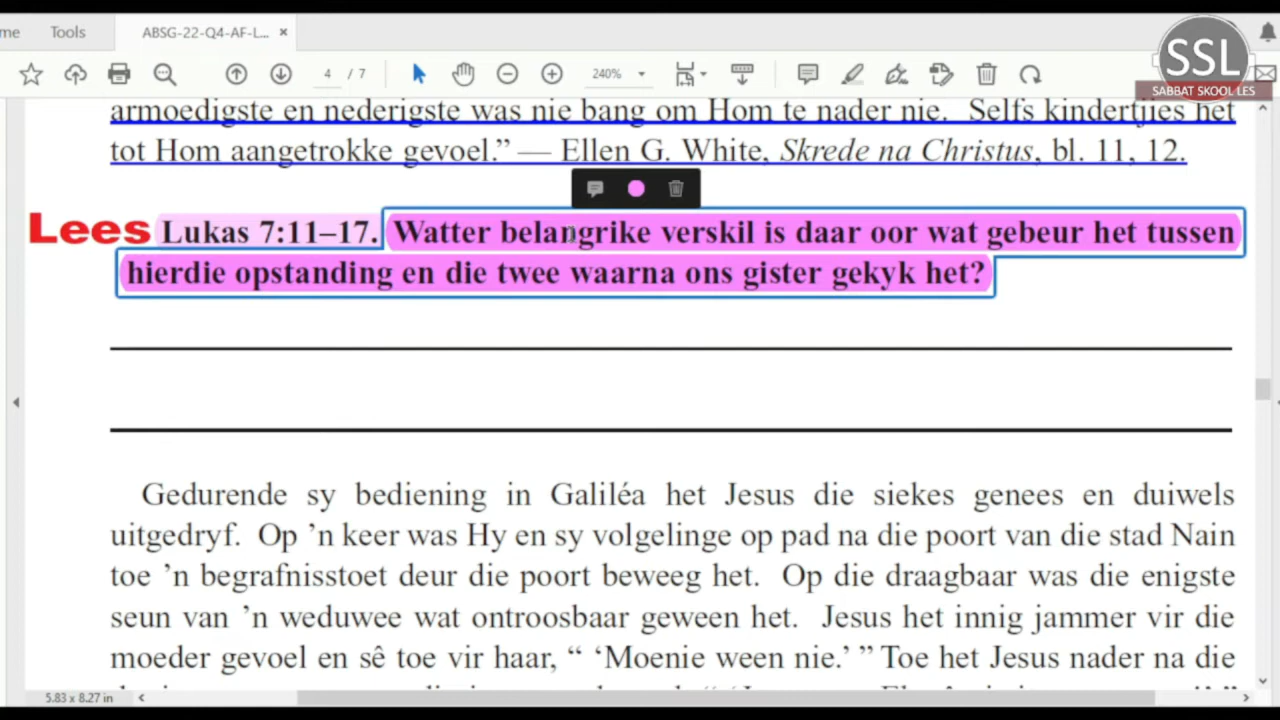 me
Tools
ABSG-22-Q4-AF-L...
SSL
SABBAT SKOOL LES
4 / 7
240%
armoedigste en nederigste was nie bang om Hom te nader nie. Selfs kindertjies het
tot Hom aangetrokke gevoel.” — Ellen G. White, Skrede na Christus, bl. 11, 12.
Lees Lukas 7:11–17. Watter belangrike verskil is daar oor wat gebeur het tussen
hierdie opstanding en die twee waarna ons gister gekyk het?
Gedurende sy bediening in Galiléa het Jesus die siekes genees en duiwels
uitgedryf. Op ’n keer was Hy en sy volgelinge op pad na die poort van die stad Nain
toe ’n begrafnisstoet deur die poort beweeg het. Op die draagbaar was die enigste
seun van ’n weduwee wat ontroosbaar geween het. Jesus het innig jammer vir die
moeder gevoel en sê toe vir haar, “ ‘Moenie ween nie.’ ” Toe het Jesus nader na die
5.83 x 8.27 in